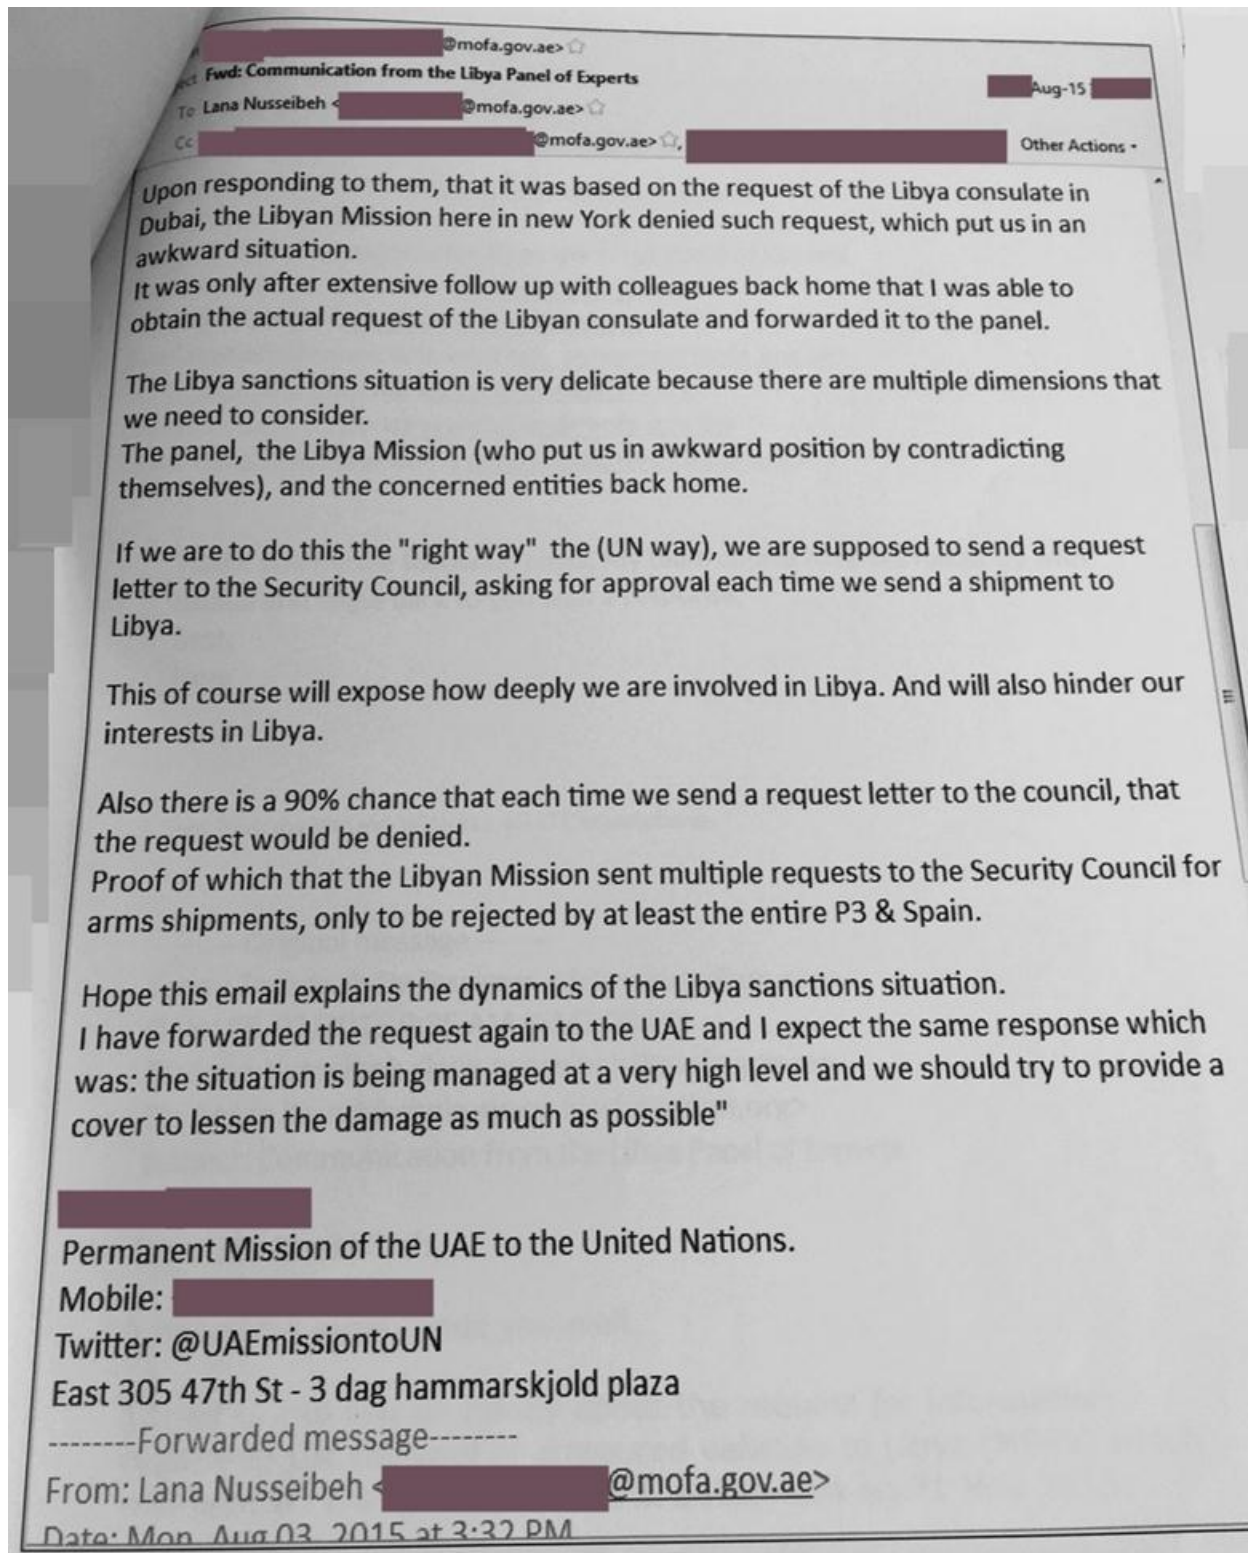 @mofa.gov.ae>
Fwd: Communication from the Libya Panel of Experts
Aug-15
To Lana Nusseibeh < @mofa.gov.ae>
Cc @mofa.gov.ae>, Other Actions
Upon responding to them, that it was based on the request of the Libya consulate in
Dubai, the Libyan Mission here in new York denied such request, which put us in an
awkward situation.
It was only after extensive follow up with colleagues back home that I was able to
obtain the actual request of the Libyan consulate and forwarded it to the panel.
The Libya sanctions situation is very delicate because there are multiple dimensions that
we need to consider.
The panel, the Libya Mission (who put us in awkward position by contradicting
themselves), and the concerned entities back home.
If we are to do this the "right way" the (UN way), we are supposed to send a request
letter to the Security Council, asking for approval each time we send a shipment to
Libya.
This of course will expose how deeply we are involved in Libya. And will also hinder our
interests in Libya.
Also there is a 90% chance that each time we send a request letter to the council, that
the request would be denied.
Proof of which that the Libyan Mission sent multiple requests to the Security Council for
arms shipments, only to be rejected by at least the entire P3 & Spain.
Hope this email explains the dynamics of the Libya sanctions situation.
I have forwarded the request again to the UAE and I expect the same response which
was: the situation is being managed at a very high level and we should try to provide a
cover to lessen the damage as much as possible"
Permanent Mission of the UAE to the United Nations.
Mobile:
Twitter: @UAEmissiontoUN
East 305 47th St - 3 dag hammarskjold plaza
--------Forwarded message--------
From: Lana Nusseibeh < @mofa.gov.ae>
Date: Mon, Aug 03, 2015 at 3:32 PM